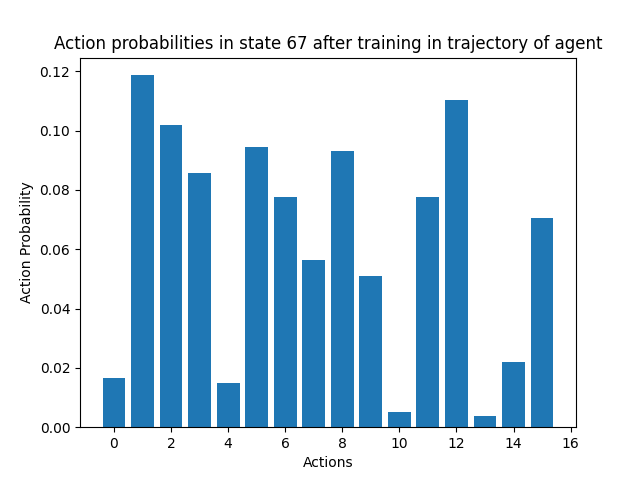 Action probabilities in state 67 after training in trajectory of agent
0.12
0.10
0.08
0.06
0.04
0.02
0.00
Action Probability
0 2 4 6 8 10 12 14 16
Actions